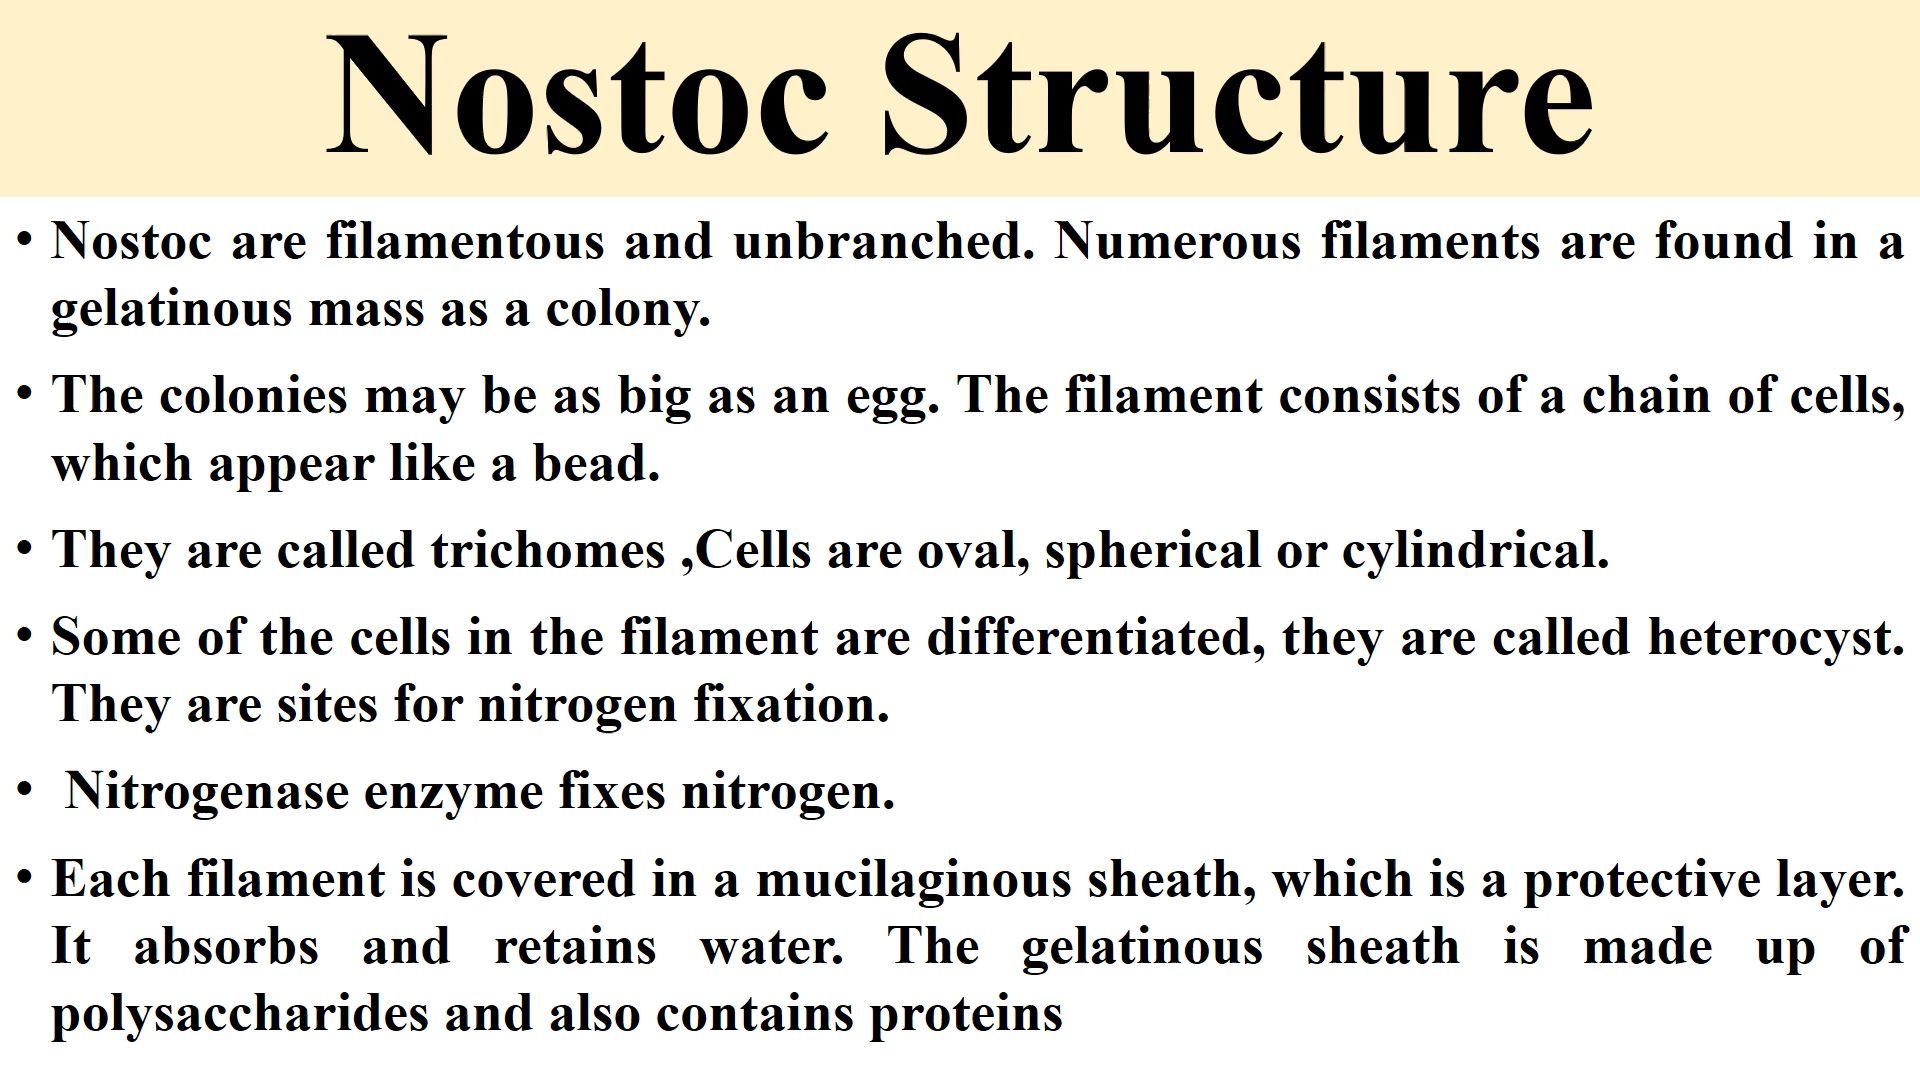 Nostoc Structure
• Nostoc are filamentous and unbranched. Numerous filaments are found in a
gelatinous mass as a colony.
• The colonies may be as big as an egg. The filament consists of a chain of cells,
which appear like a bead.
• They are called trichomes ,Cells are oval, spherical or cylindrical.
• Some of the cells in the filament are differentiated, they are called heterocyst.
They are sites for nitrogen fixation.
• Nitrogenase enzyme fixes nitrogen.
• Each filament is covered in a mucilaginous sheath, which is a protective layer.
It absorbs and retains water. The gelatinous sheath is made up of
polysaccharides and also contains proteins